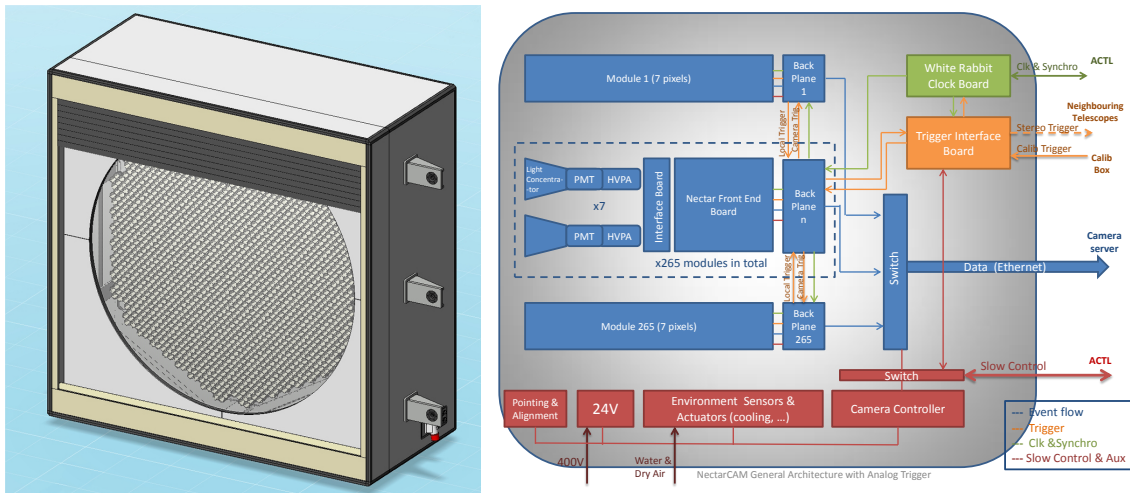 Module 1 (7 pixels)
Back
Plane
1
White Rabbit
Clock Board
Clk & Synchro
ACTL
Local Trigger
Camera Trig.
Neighbouring
Telescopes
Trigger Interface
Board
Stereo Trigger
Calib Trigger
Calib
Box
Light
Concentra-
-tor
PMT
HVPA
x7
PMT
HVPA
Interface Board
Nectar Front End
Board
Back
Plane
n
x265 modules in total
Local Trigger
Camera Trig.
Switch
Camera
server
Data (Ethernet)
Module 265 (7 pixels)
Back
Plane
265
Switch
Slow Control
ACTL
Pointing &
Alignment
24V
Environment Sensors &
Actuators (cooling, ...)
Camera Controller
400V
Water &
Dry Air
NectarCAM General Architecture with Analog Trigger
--- Event flow
--- Trigger
--- Clk &Synchro
--- Slow Control & Aux